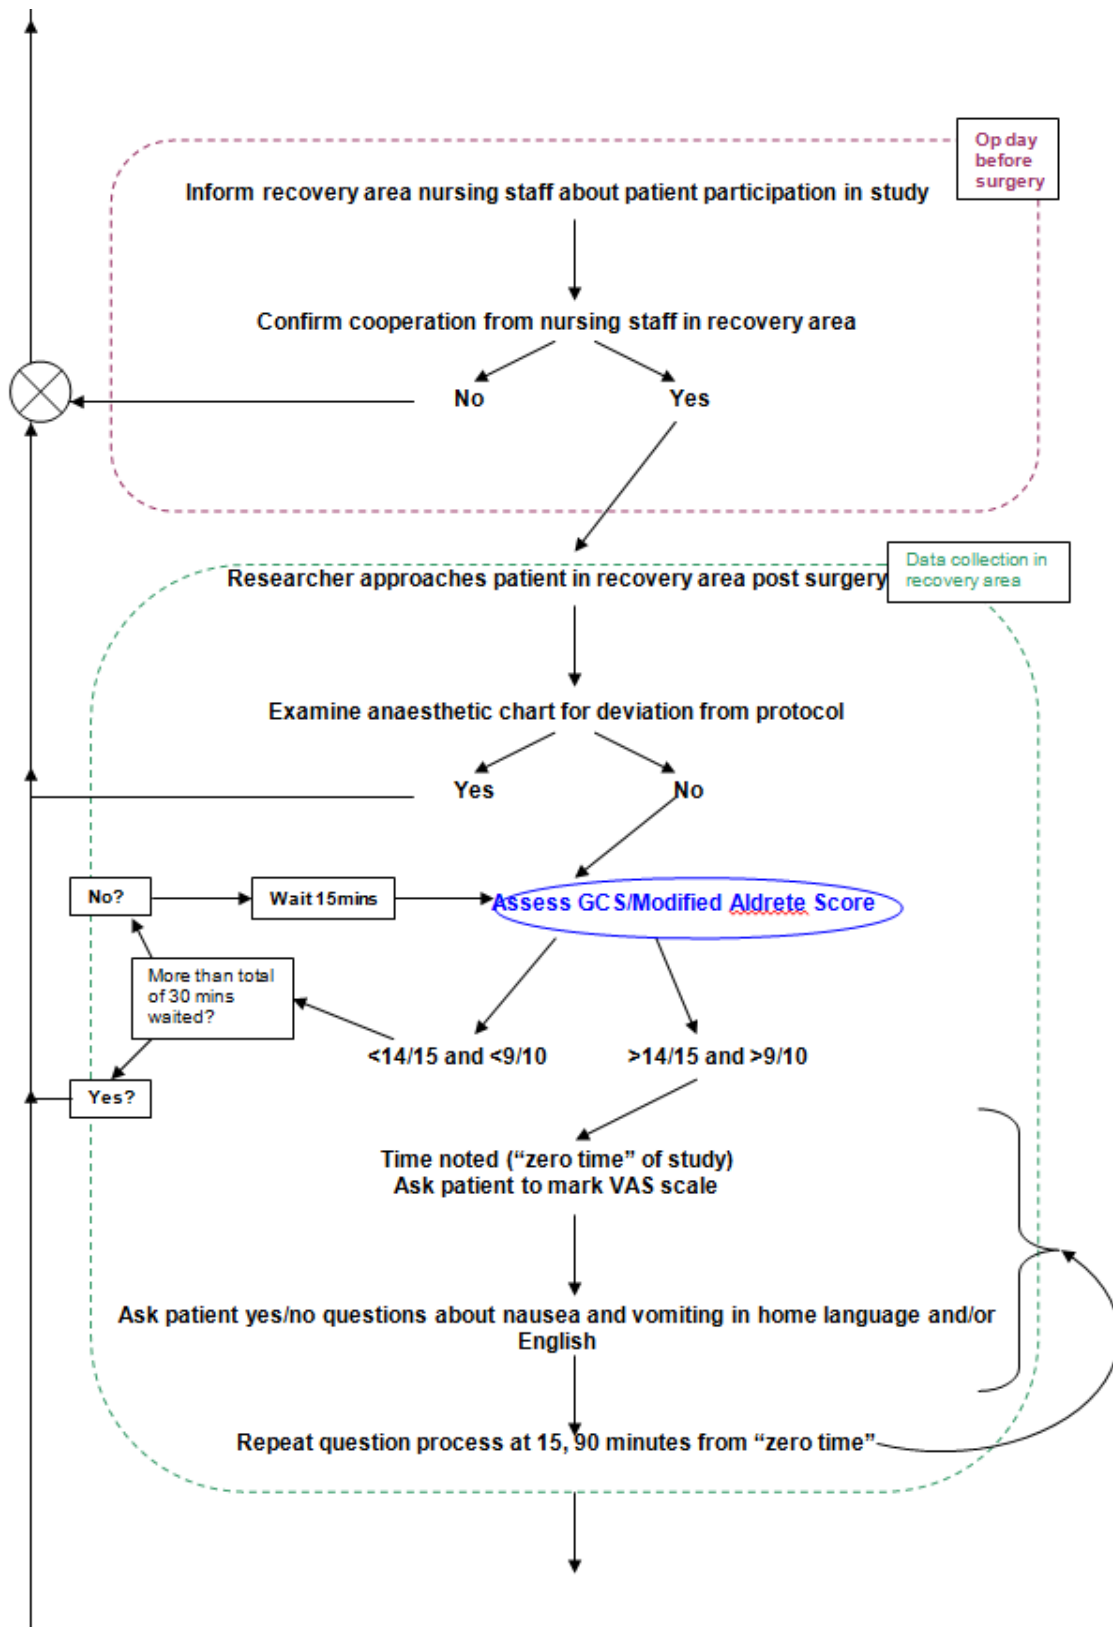 Op day
before
surgery
Inform recovery area nursing staff about patient participation in study
Confirm cooperation from nursing staff in recovery area
No
Yes
Data collection in
recovery area
Researcher approaches patient in recovery area post surgery
Examine anaesthetic chart for deviation from protocol
Yes
No
No?
Wait 15mins
Assess GCS/Modified Aldrete Score
More than total
of 30 mins
waited?
<14/15 and <9/10
>14/15 and >9/10
Yes?
Time noted (“zero time” of study)
Ask patient to mark VAS scale
Ask patient yes/no questions about nausea and vomiting in home language and/or
English
Repeat question process at 15, 90 minutes from “zero time”